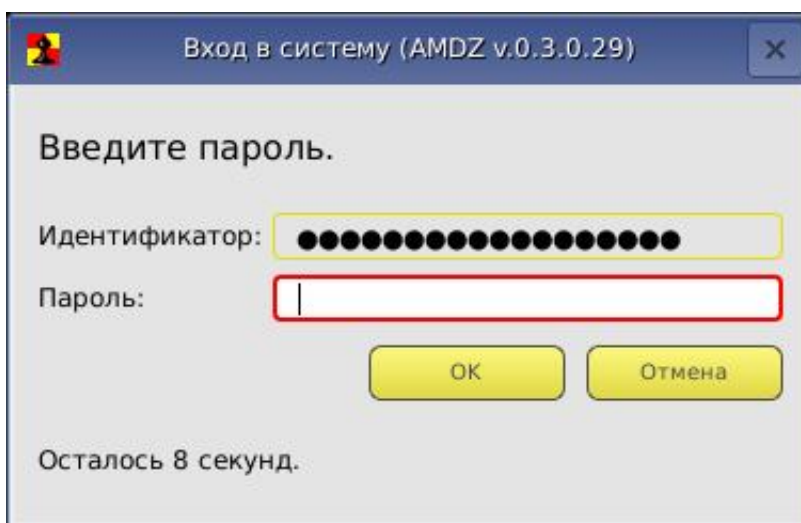 Вход в систему (AMDZ v.0.3.0.29)
Введите пароль.
Идентификатор: ●●●●●●●●●●●●●●●●●●
Пароль:
OK Отмена
Осталось 8 секунд.